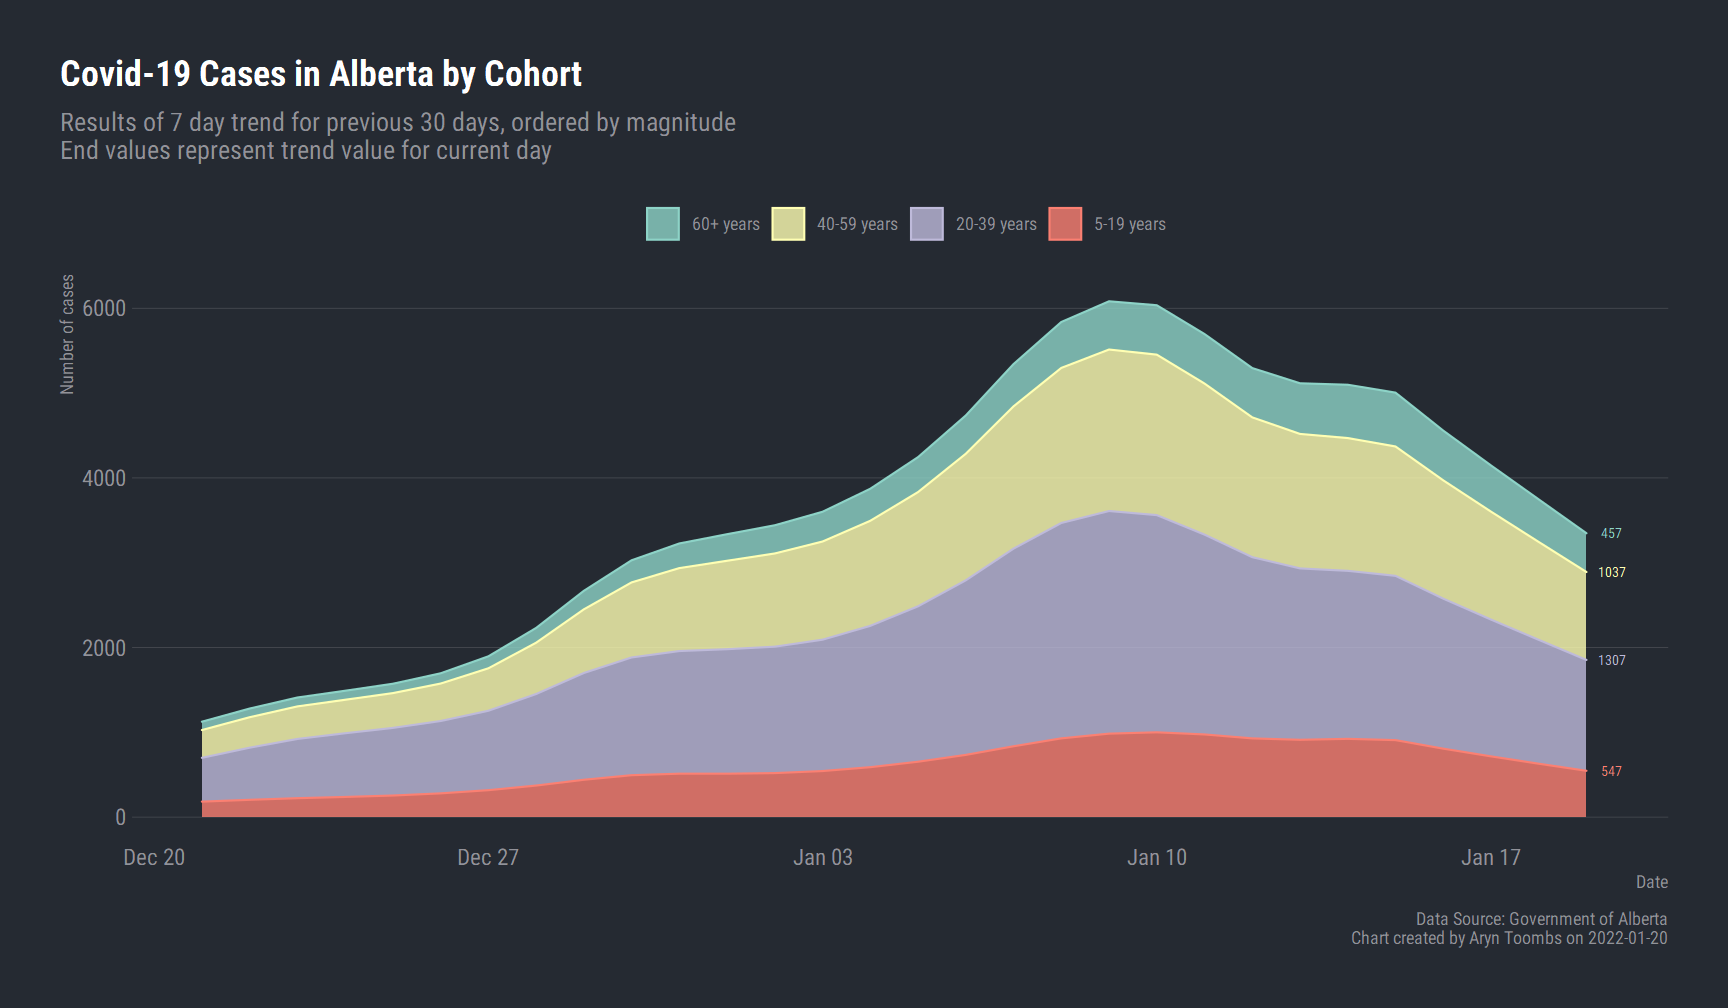 Covid-19 Cases in Alberta by Cohort
Results of 7 day trend for previous 30 days, ordered by magnitude
End values represent trend value for current day
60+ years
40-59 years
20-39 years
5-19 years
Number of cases
6000
4000
2000
0
457
1037
1307
547
Dec 20
Dec 27
Jan 03
Jan 10
Jan 17
Date
Data Source: Government of Alberta
Chart created by Aryn Toombs on 2022-01-20